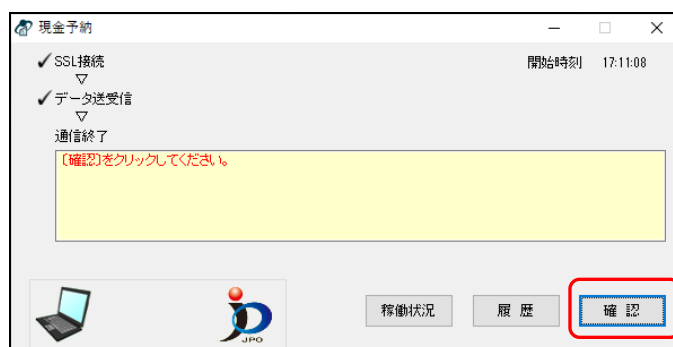 現金予納
SSL接続
開始時刻 17:11:08
▽
データ送受信
▽
通信終了
〔確認〕をクリックしてください。
JPO
稼働状況 履歴 確認